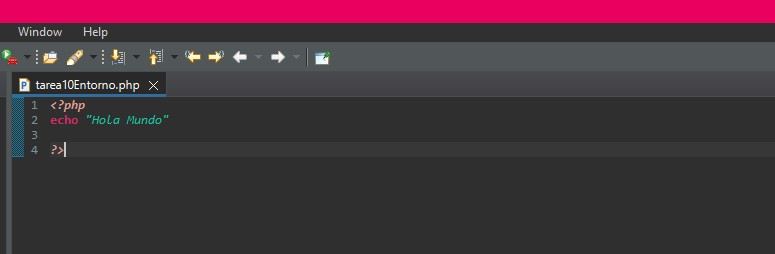 Window Help
tarea10Entorno.php
1 <?php
2 echo "Hola Mundo"
3
4 ?>